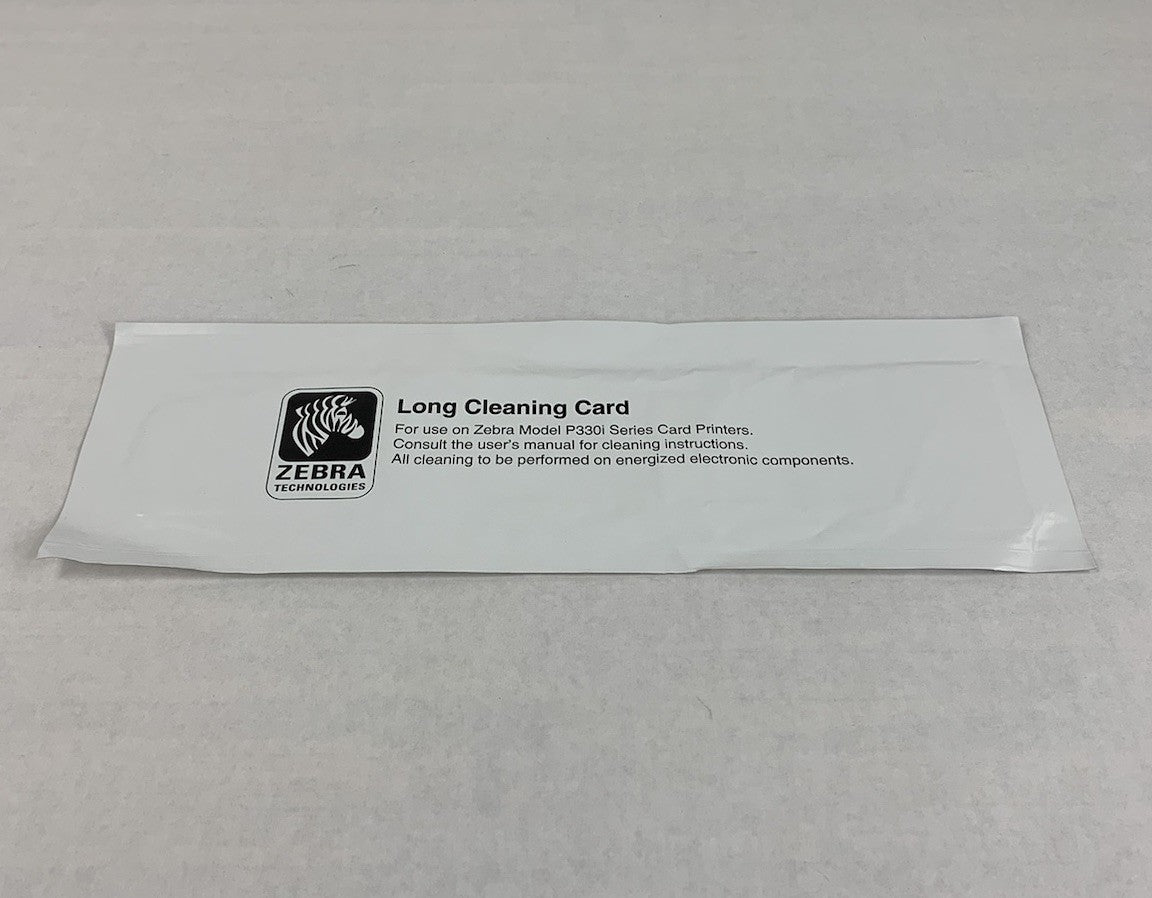 Long Cleaning Card
For use on Zebra Model P330i Series Card Printers.
Consult the user's manual for cleaning instructions.
All cleaning to be performed on energized electronic components.
ZEBRA
TECHNOLOGIES